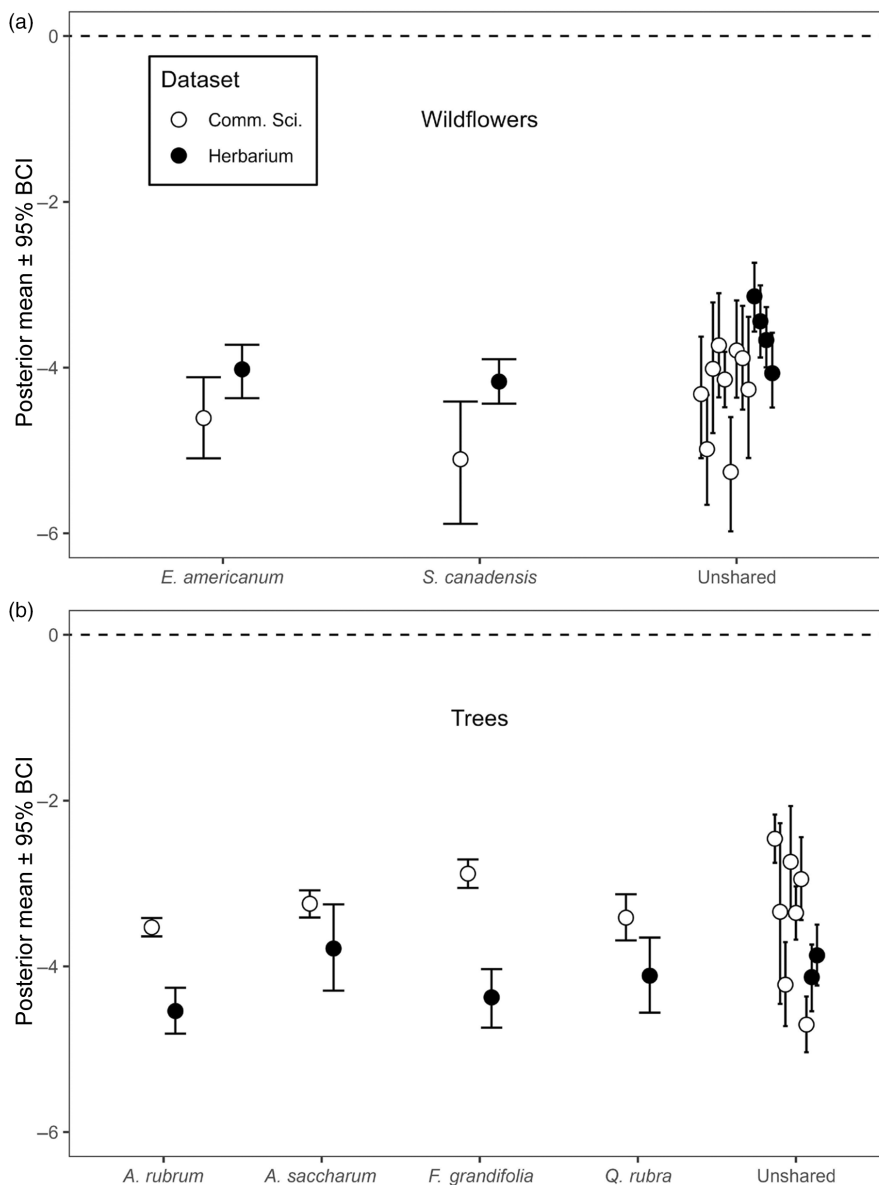 (a)
0
Dataset
Comm. Sci.
Herbarium
Wildflowers
−2
−4
−6
Posterior mean ± 95% BCI
E. americanum
S. canadensis
Unshared
(b)
0
Trees
−2
−4
−6
Posterior mean ± 95% BCI
A. rubrum
A. saccharum
F. grandifolia
Q. rubra
Unshared